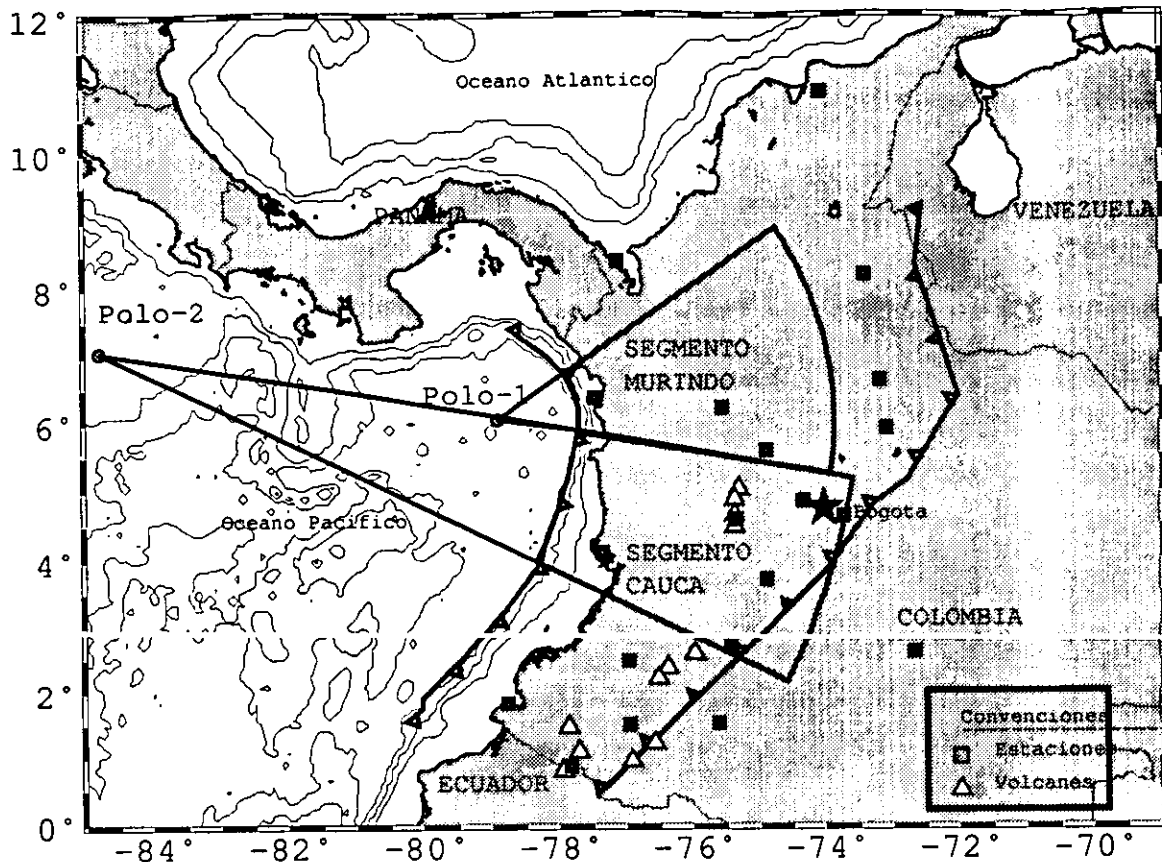 12°
10°
8°
6°
4°
2°
0°
Oceano Atlantico
PANAMA
VENEZUELA
Polo-2
SEGMENTO
MURINDO
Polo-1
Oceano Pacifico
Bogota
SEGMENTO
CAUCA
COLOMBIA
Convenciones
Estaciones
Volcanes
ECUADOR
-84°
-82°
-80°
-78°
-76°
-74°
-72°
-70°